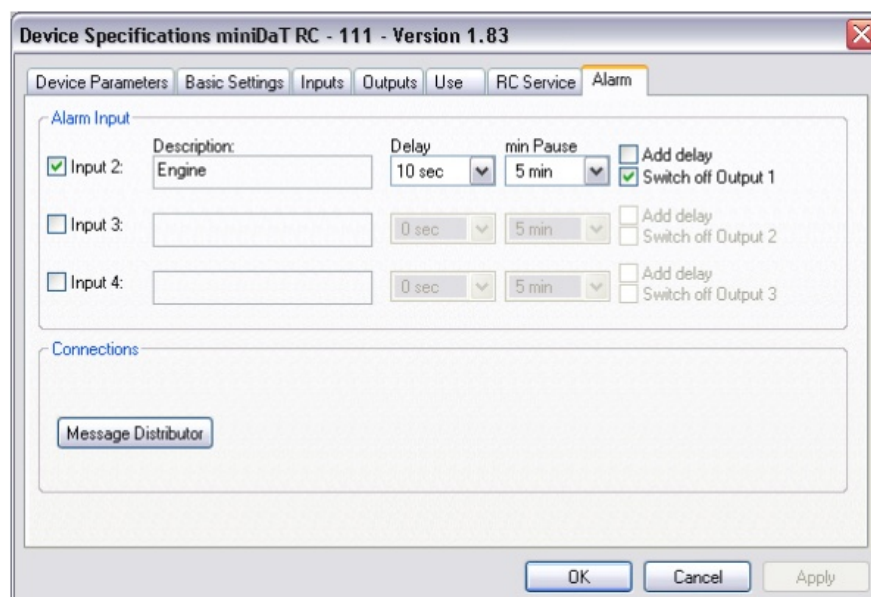 Device Specifications miniDaT RC - 111 - Version 1.83
Device Parameters Basic Settings Inputs Outputs Use RC Service Alarm
Alarm Input
Description: Delay min Pause
Input 2: Engine 10 sec 5 min Add delay
Switch off Output 1
Input 3: 0 sec 5 min Add delay
Switch off Output 2
Input 4: 0 sec 5 min Add delay
Switch off Output 3
Connections
Message Distributor
OK Cancel Apply